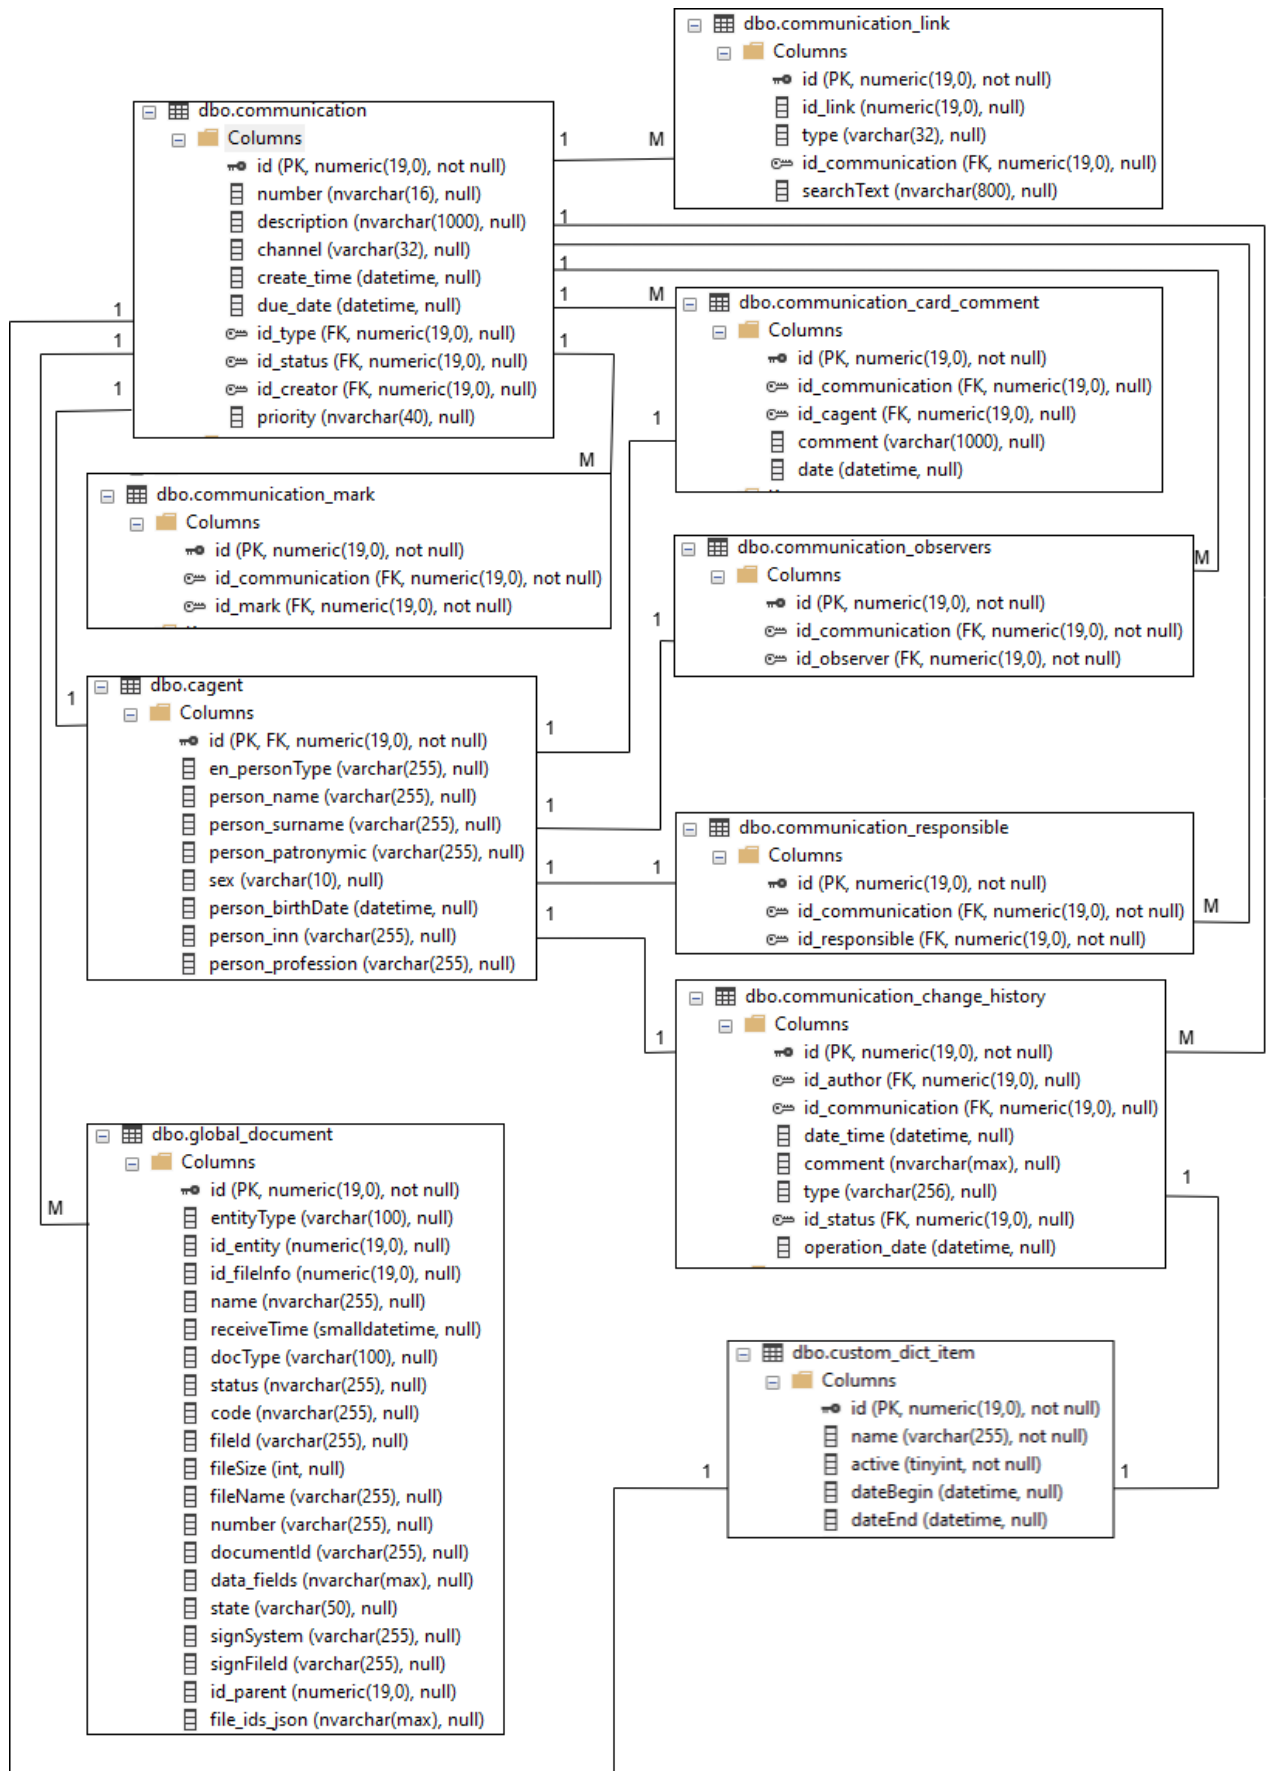 dbo.communication_link
Columns
id (PK, numeric(19,0), not null)
id_link (numeric(19,0), null)
type (varchar(32), null)
id_communication (FK, numeric(19,0), null)
searchText (nvarchar(800), null)
dbo.communication
Columns
id (PK, numeric(19,0), not null)
number (nvarchar(16), null)
description (nvarchar(1000), null)
channel (varchar(32), null)
create_time (datetime, null)
due_date (datetime, null)
id_type (FK, numeric(19,0), null)
id_status (FK, numeric(19,0), null)
id_creator (FK, numeric(19,0), null)
priority (nvarchar(40), null)
1
M
1
1
1
M
1
1
1
1
M
dbo.communication_card_comment
Columns
id (PK, numeric(19,0), not null)
id_communication (FK, numeric(19,0), null)
id_cagent (FK, numeric(19,0), null)
comment (varchar(1000), null)
date (datetime, null)
1
dbo.communication_mark
Columns
id (PK, numeric(19,0), not null)
id_communication (FK, numeric(19,0), not null)
id_mark (FK, numeric(19,0), not null)
dbo.communication_observers
Columns
id (PK, numeric(19,0), not null)
id_communication (FK, numeric(19,0), not null)
id_observer (FK, numeric(19,0), not null)
M
1
1
dbo.cagent
Columns
id (PK, FK, numeric(19,0), not null)
en_personType (varchar(255), null)
person_name (varchar(255), null)
person_surname (varchar(255), null)
person_patronymic (varchar(255), null)
sex (varchar(10), null)
person_birthDate (datetime, null)
person_inn (varchar(255), null)
person_profession (varchar(255), null)
1
1
1
1
1
dbo.communication_responsible
Columns
id (PK, numeric(19,0), not null)
id_communication (FK, numeric(19,0), not null)
id_responsible (FK, numeric(19,0), not null)
M
dbo.communication_change_history
Columns
id (PK, numeric(19,0), not null)
id_author (FK, numeric(19,0), null)
id_communication (FK, numeric(19,0), null)
date_time (datetime, null)
comment (nvarchar(max), null)
type (varchar(256), null)
id_status (FK, numeric(19,0), null)
operation_date (datetime, null)
1
M
1
dbo.global_document
Columns
id (PK, numeric(19,0), not null)
entityType (varchar(100), null)
id_entity (numeric(19,0), null)
id_fileInfo (numeric(19,0), null)
name (nvarchar(255), null)
receiveTime (smalldatetime, null)
docType (varchar(100), null)
status (nvarchar(255), null)
code (nvarchar(255), null)
fileId (varchar(255), null)
fileSize (int, null)
fileName (varchar(255), null)
number (varchar(255), null)
documentId (varchar(255), null)
data_fields (nvarchar(max), null)
state (varchar(50), null)
signSystem (varchar(255), null)
signFileId (varchar(255), null)
id_parent (numeric(19,0), null)
file_ids_json (nvarchar(max), null)
M
dbo.custom_dict_item
Columns
id (PK, numeric(19,0), not null)
name (varchar(255), not null)
active (tinyint, not null)
dateBegin (datetime, null)
dateEnd (datetime, null)
1
1